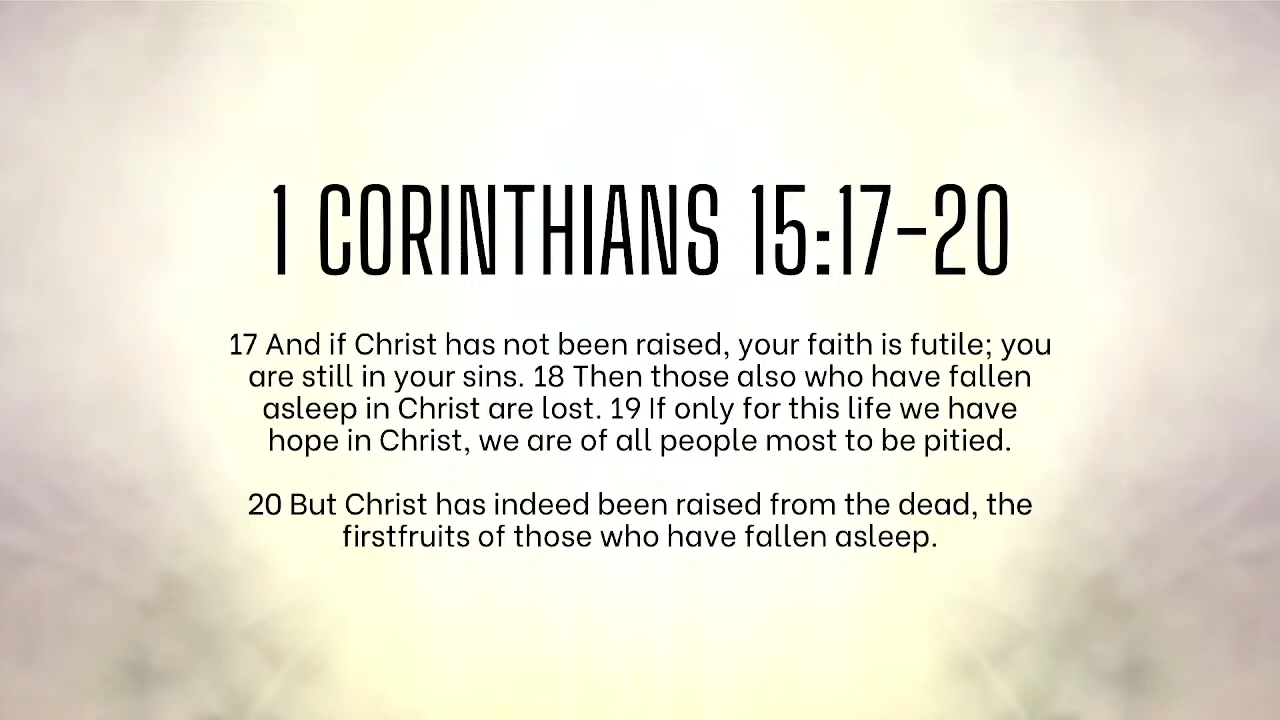 1 CORINTHIANS 15:17-20
17 And if Christ has not been raised, your faith is futile; you
are still in your sins. 18 Then those also who have fallen
asleep in Christ are lost. 19 If only for this life we have
hope in Christ, we are of all people most to be pitied.
20 But Christ has indeed been raised from the dead, the
firstfruits of those who have fallen asleep.